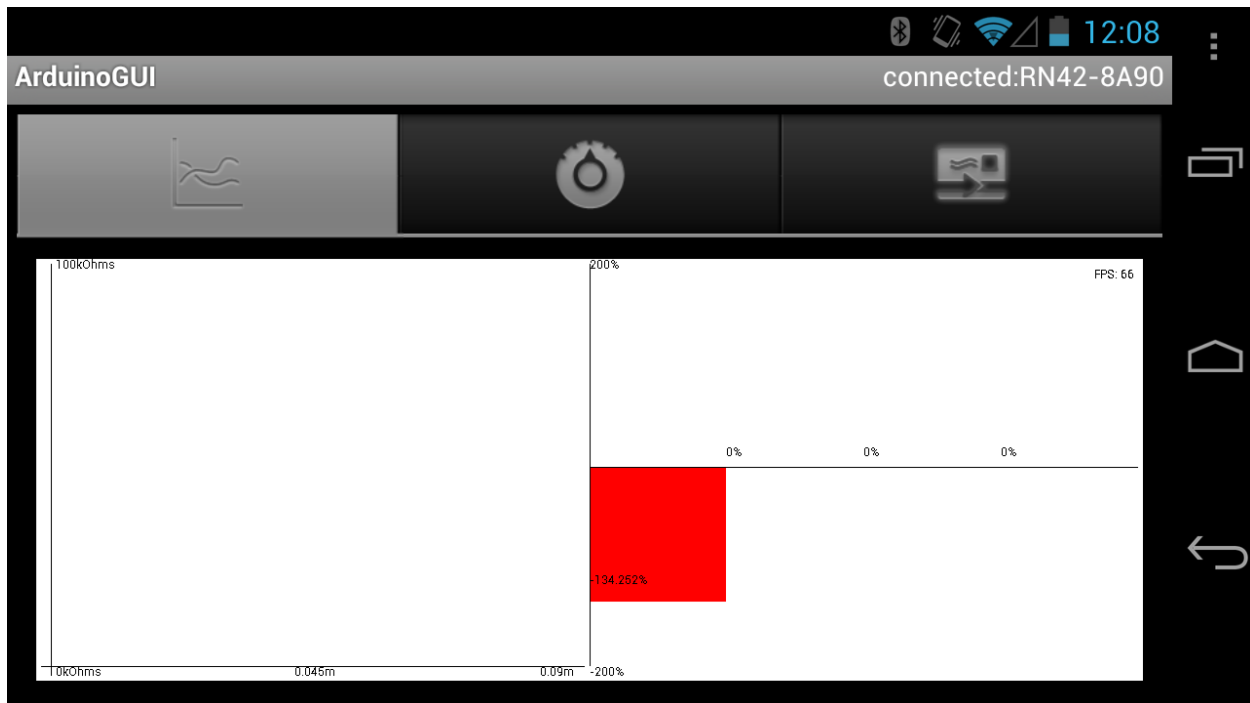 12:08
ArduinoGUI connected:RN42-8A90
100kOhms 200% FPS: 66
0% 0% 0%
-134.252%
0kOhms 0.045m 0.09m -200%